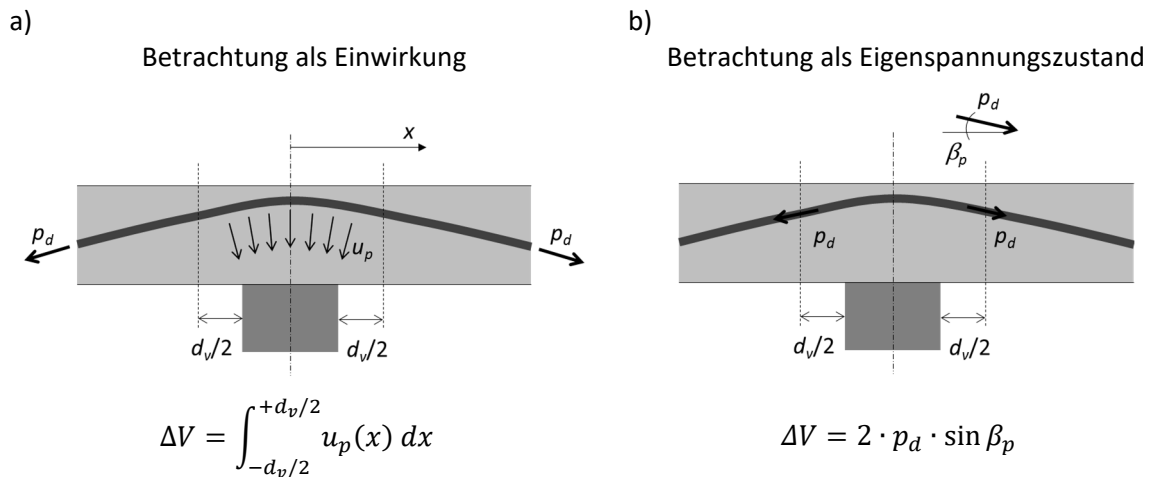 a)
Betrachtung als Einwirkung
x
p_d
p_d
u_p
d_v/2
d_v/2
ΔV = ∫_{-d_p/2}^{+d_v/2} u_p(x) dx
b)
Betrachtung als Eigenspannungszustand
p_d
β_p
p_d
p_d
d_v/2
d_v/2
ΔV = 2 · p_d · sin β_p